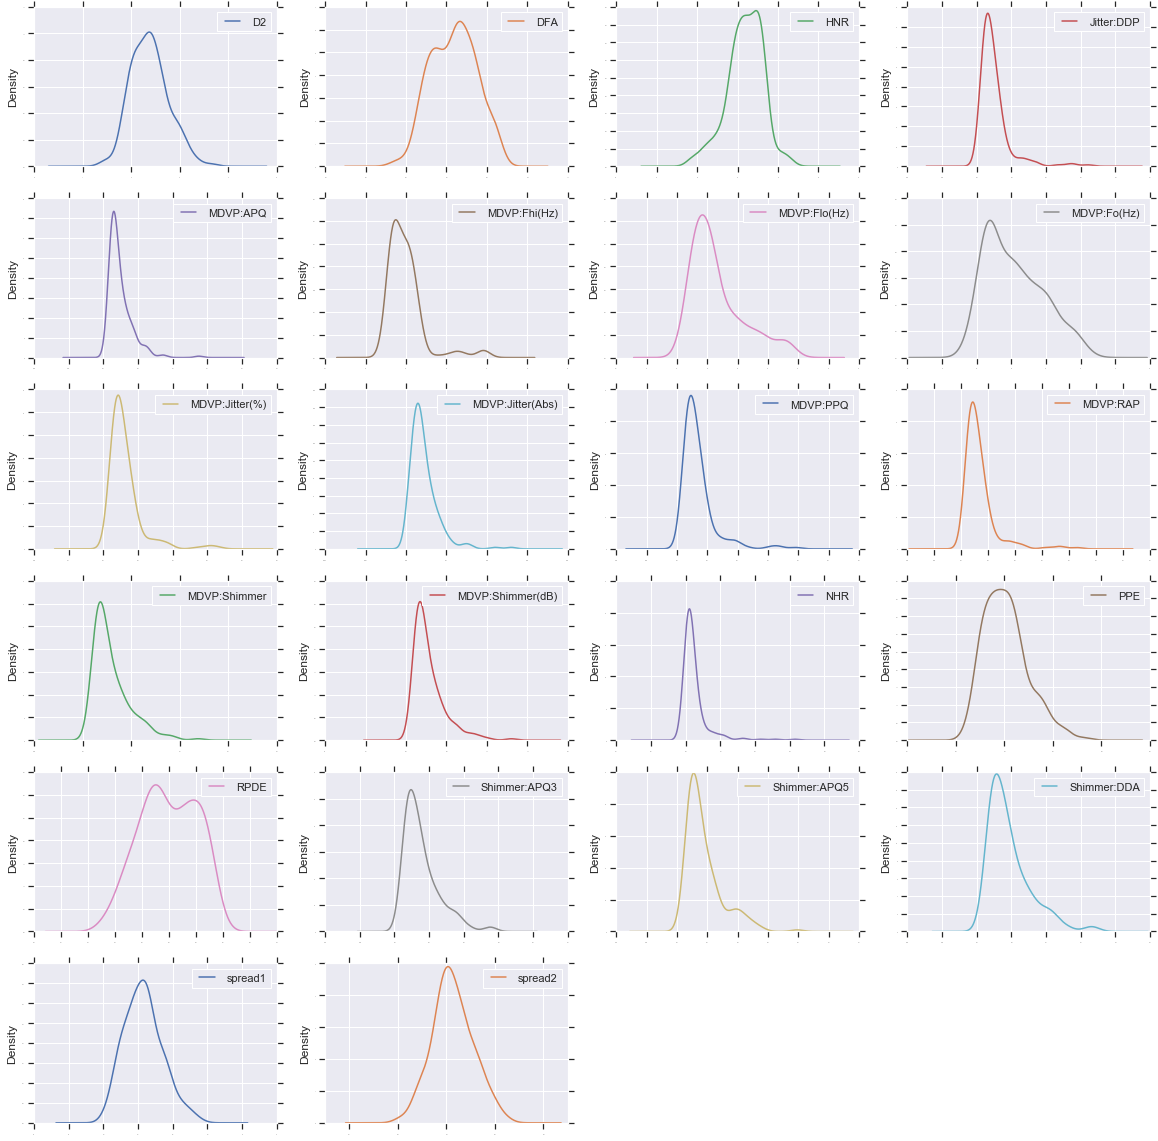 D2
Density
DFA
Density
HNR
Density
Jitter:DDP
Density
MDVP:APQ
Density
MDVP:Fhi(Hz)
Density
MDVP:Flo(Hz)
Density
MDVP:Fo(Hz)
Density
MDVP:Jitter(%)
Density
MDVP:Jitter(Abs)
Density
MDVP:PPQ
Density
MDVP:RAP
Density
MDVP:Shimmer
Density
MDVP:Shimmer(dB)
Density
NHR
Density
PPE
Density
RPDE
Density
Shimmer:APQ3
Density
Shimmer:APQ5
Density
Shimmer:DDA
Density
spread1
Density
spread2
Density